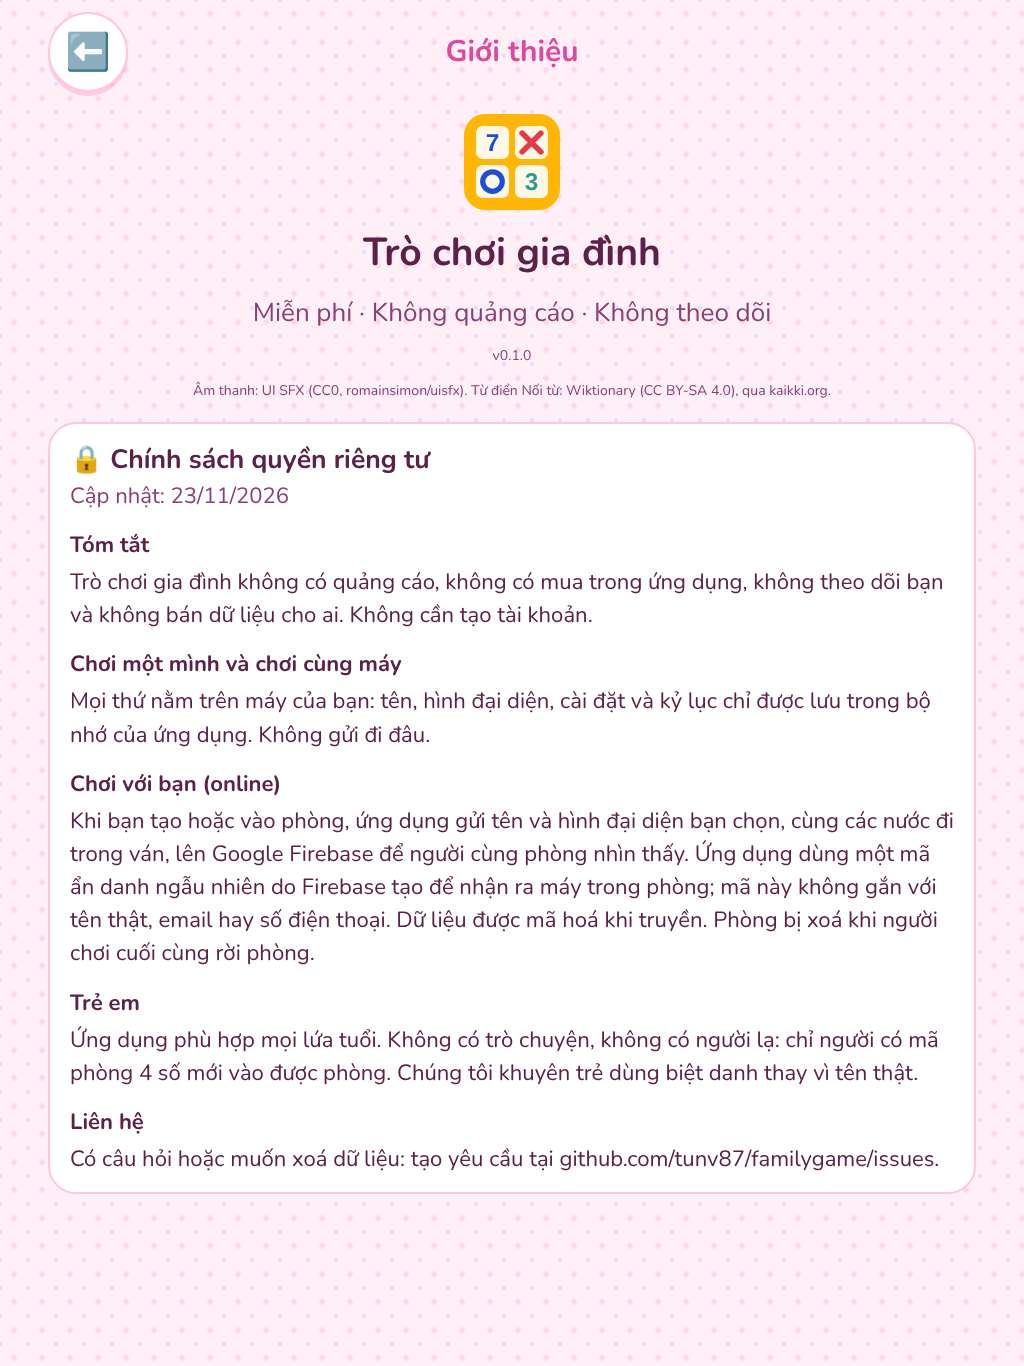 Giới thiệu
7
3
Trò chơi gia đình
Miễn phí · Không quảng cáo · Không theo dõi
v0.1.0
Âm thanh: UI SFX (CC0, romainsimon/uisfx). Từ điển Nối từ: Wiktionary (CC BY-SA 4.0), qua kaikki.org.
🔒 Chính sách quyền riêng tư
Cập nhật: 23/11/2026
Tóm tắt
Trò chơi gia đình không có quảng cáo, không có mua trong ứng dụng, không theo dõi bạn
và không bán dữ liệu cho ai. Không cần tạo tài khoản.
Chơi một mình và chơi cùng máy
Mọi thứ nằm trên máy của bạn: tên, hình đại diện, cài đặt và kỷ lục chỉ được lưu trong bộ
nhớ của ứng dụng. Không gửi đi đâu.
Chơi với bạn (online)
Khi bạn tạo hoặc vào phòng, ứng dụng gửi tên và hình đại diện bạn chọn, cùng các nước đi
trong ván, lên Google Firebase để người cùng phòng nhìn thấy. Ứng dụng dùng một mã
ẩn danh ngẫu nhiên do Firebase tạo để nhận ra máy trong phòng; mã này không gắn với
tên thật, email hay số điện thoại. Dữ liệu được mã hoá khi truyền. Phòng bị xoá khi người
chơi cuối cùng rời phòng.
Trẻ em
Ứng dụng phù hợp mọi lứa tuổi. Không có trò chuyện, không có người lạ: chỉ người có mã
phòng 4 số mới vào được phòng. Chúng tôi khuyên trẻ dùng biệt danh thay vì tên thật.
Liên hệ
Có câu hỏi hoặc muốn xoá dữ liệu: tạo yêu cầu tại github.com/tunv87/familygame/issues.